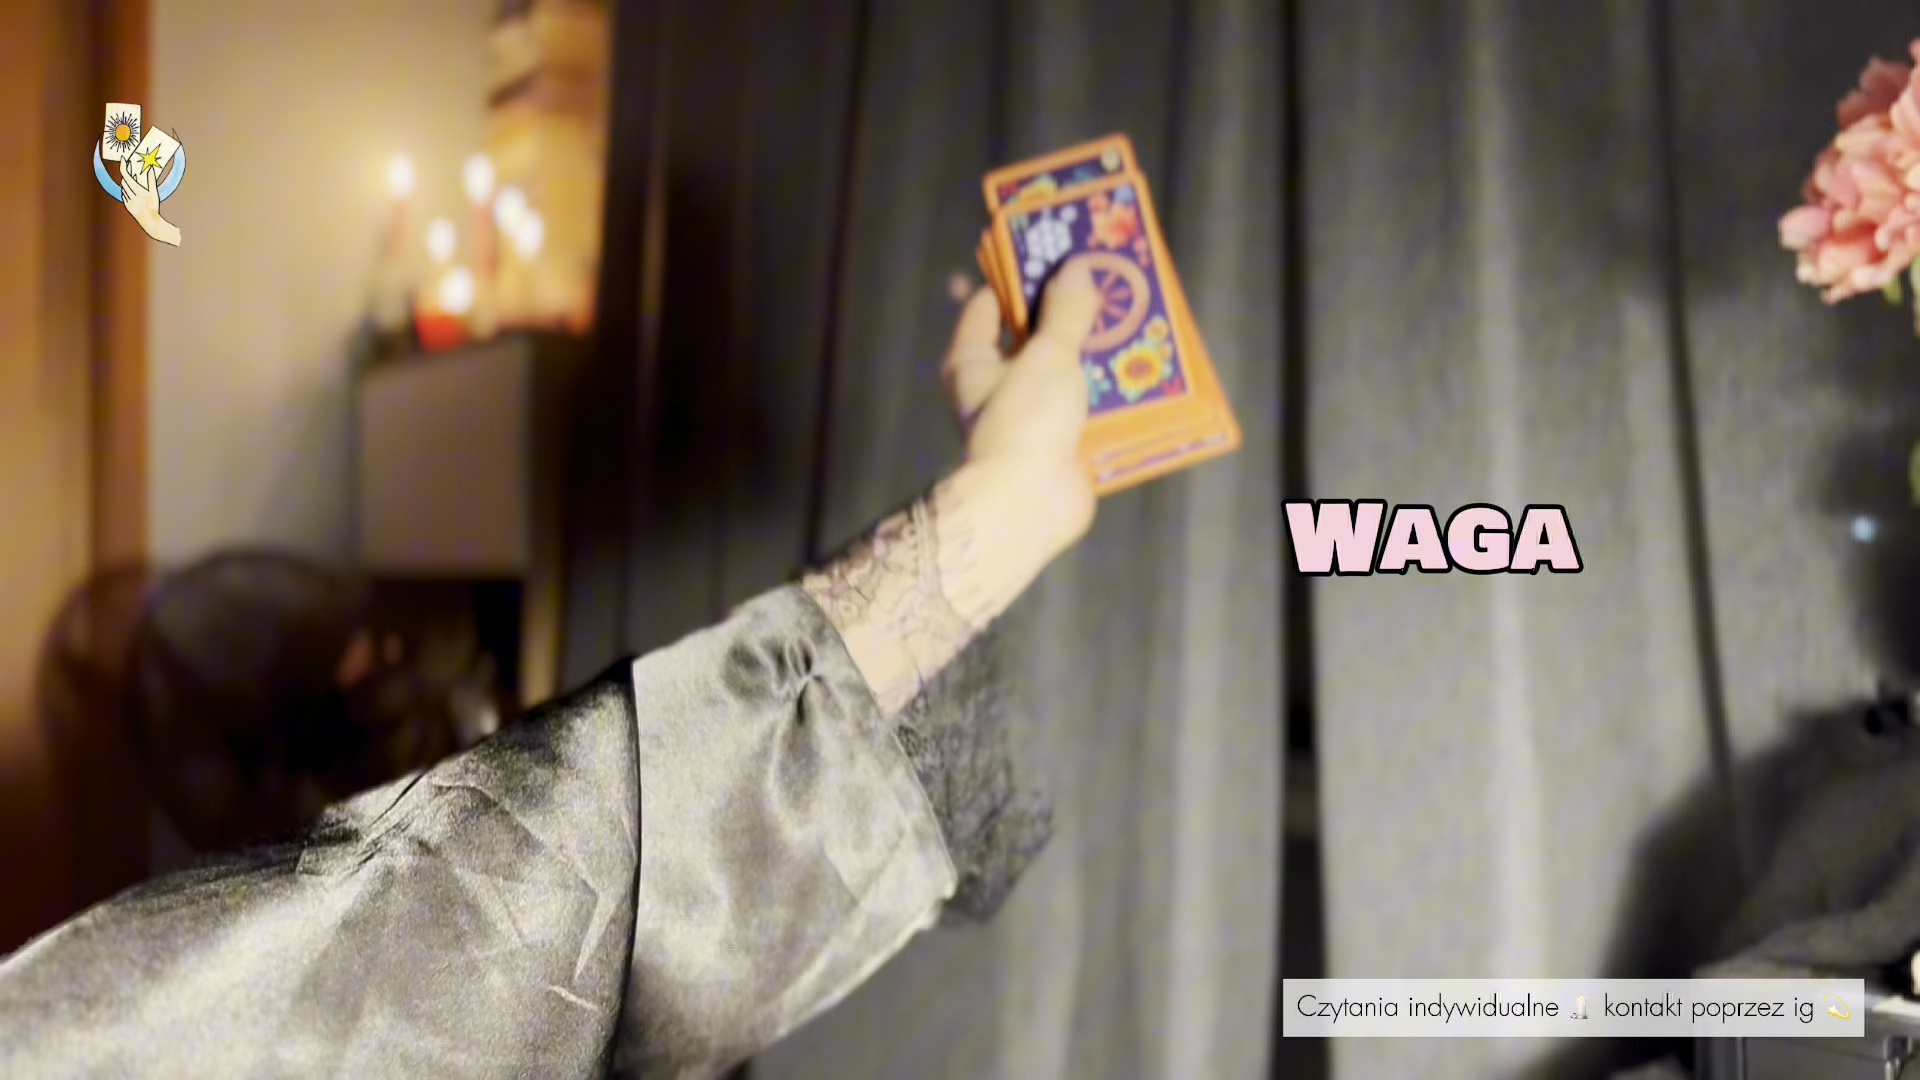 WAGA
Czytania indywidualne 🕯️ kontakt poprzez ig 💫